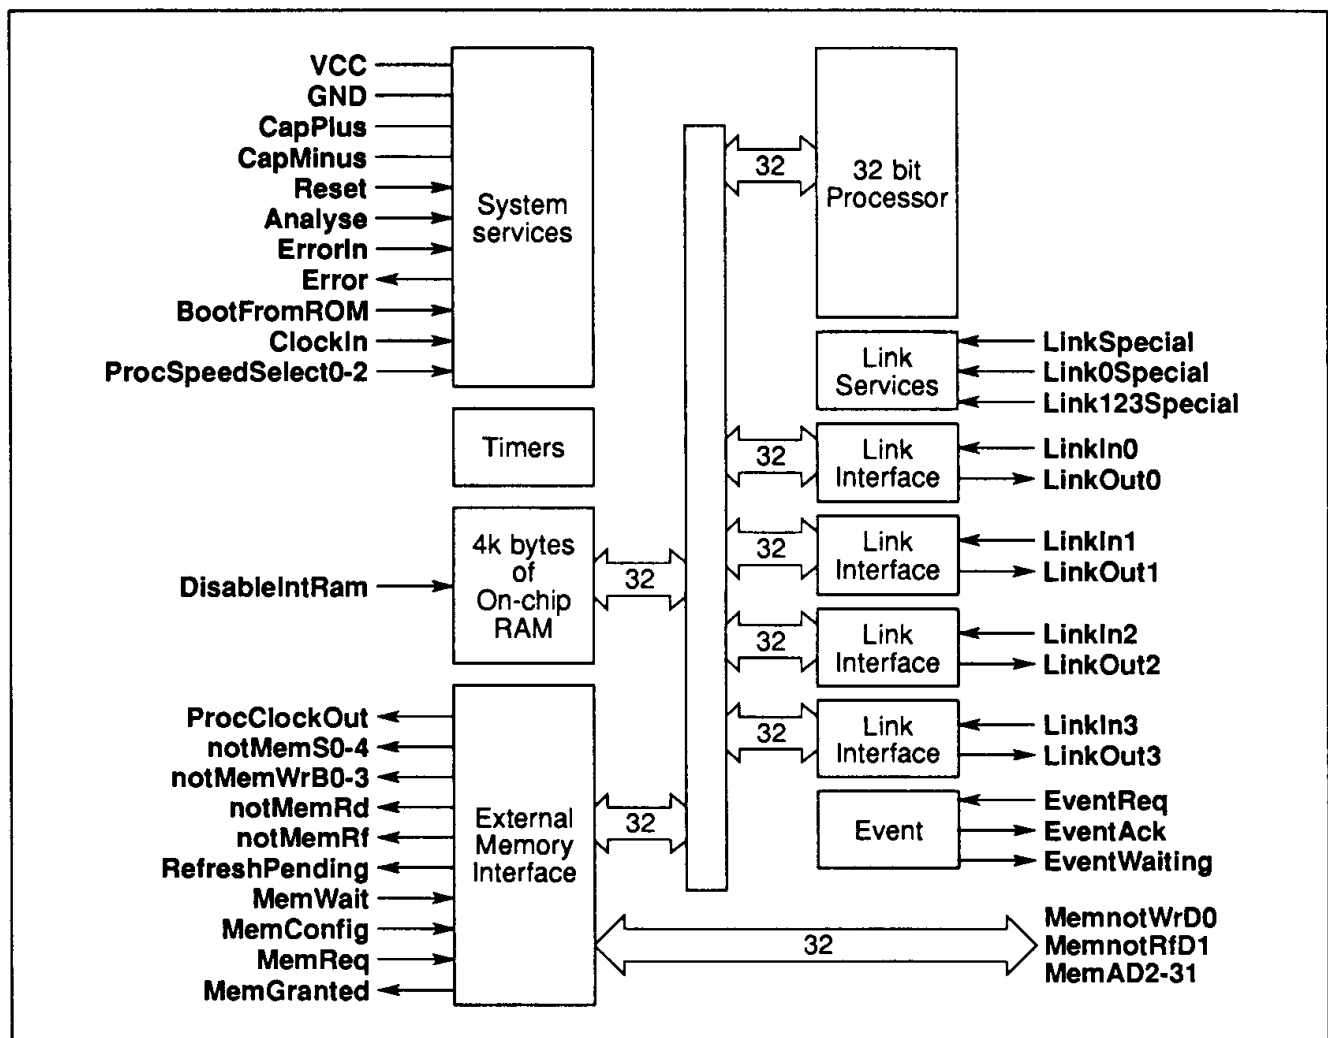 VCC
GND
CapPlus
CapMinus
Reset
Analyse
ErrorIn
Error
BootFromROM
ClockIn
ProcSpeedSelect0-2
System
services
Timers
DisableIntRam
4k bytes
of
On-chip
RAM
32
ProcClockOut
notMemS0-4
notMemWrB0-3
notMemRd
notMemRf
RefreshPending
MemWait
MemConfig
MemReq
MemGranted
External
Memory
Interface
32
32
32 bit
Processor
Link
Services
LinkSpecial
Link0Special
Link123Special
32
Link
Interface
LinkIn0
LinkOut0
32
Link
Interface
LinkIn1
LinkOut1
32
Link
Interface
LinkIn2
LinkOut2
32
Link
Interface
LinkIn3
LinkOut3
Event
EventReq
EventAck
EventWaiting
32
MemnotWrD0
MemnotRfD1
MemAD2-31